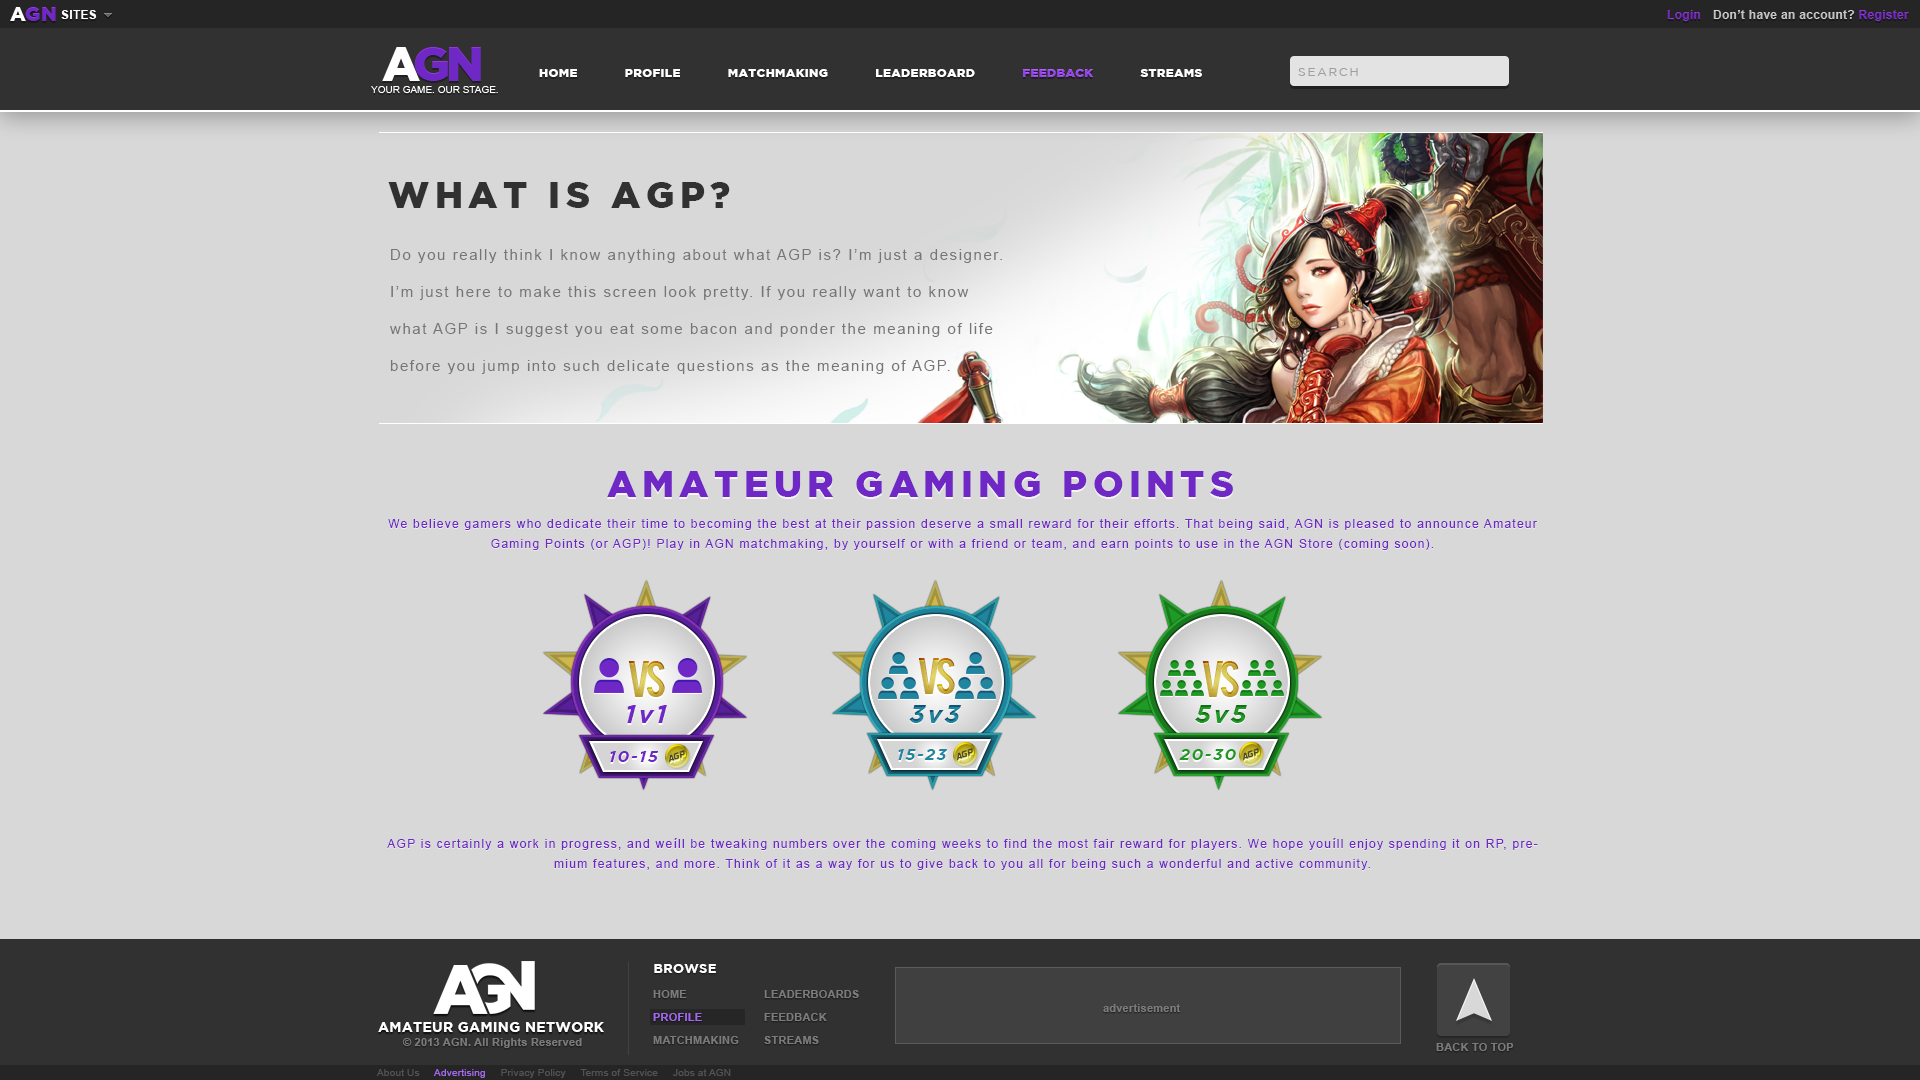 AGN SITES
Login Don't have an account? Register
AGN
YOUR GAME. OUR STAGE.
HOME PROFILE MATCHMAKING LEADERBOARD FEEDBACK STREAMS
SEARCH
WHAT IS AGP?
Do you really think I know anything about what AGP is? I'm just a designer.
I'm just here to make this screen look pretty. If you really want to know
what AGP is I suggest you eat some bacon and ponder the meaning of life
before you jump into such delicate questions as the meaning of AGP.
AMATEUR GAMING POINTS
We believe gamers who dedicate their time to becoming the best at their passion deserve a small reward for their efforts. That being said, AGN is pleased to announce Amateur
Gaming Points (or AGP)! Play in AGN matchmaking, by yourself or with a friend or team, and earn points to use in the AGN Store (coming soon).
VS
1v1
10-15 AGP
VS
3v3
15-23 AGP
VS
5v5
20-30 AGP
AGP is certainly a work in progress, and weíll be tweaking numbers over the coming weeks to find the most fair reward for players. We hope youíll enjoy spending it on RP, pre-
mium features, and more. Think of it as a way for us to give back to you all for being such a wonderful and active community.
AGN
AMATEUR GAMING NETWORK
© 2013 AGN. All Rights Reserved
BROWSE
HOME LEADERBOARDS
PROFILE FEEDBACK
MATCHMAKING STREAMS
advertisement
BACK TO TOP
About Us Advertising Privacy Policy Terms of Service Jobs at AGN